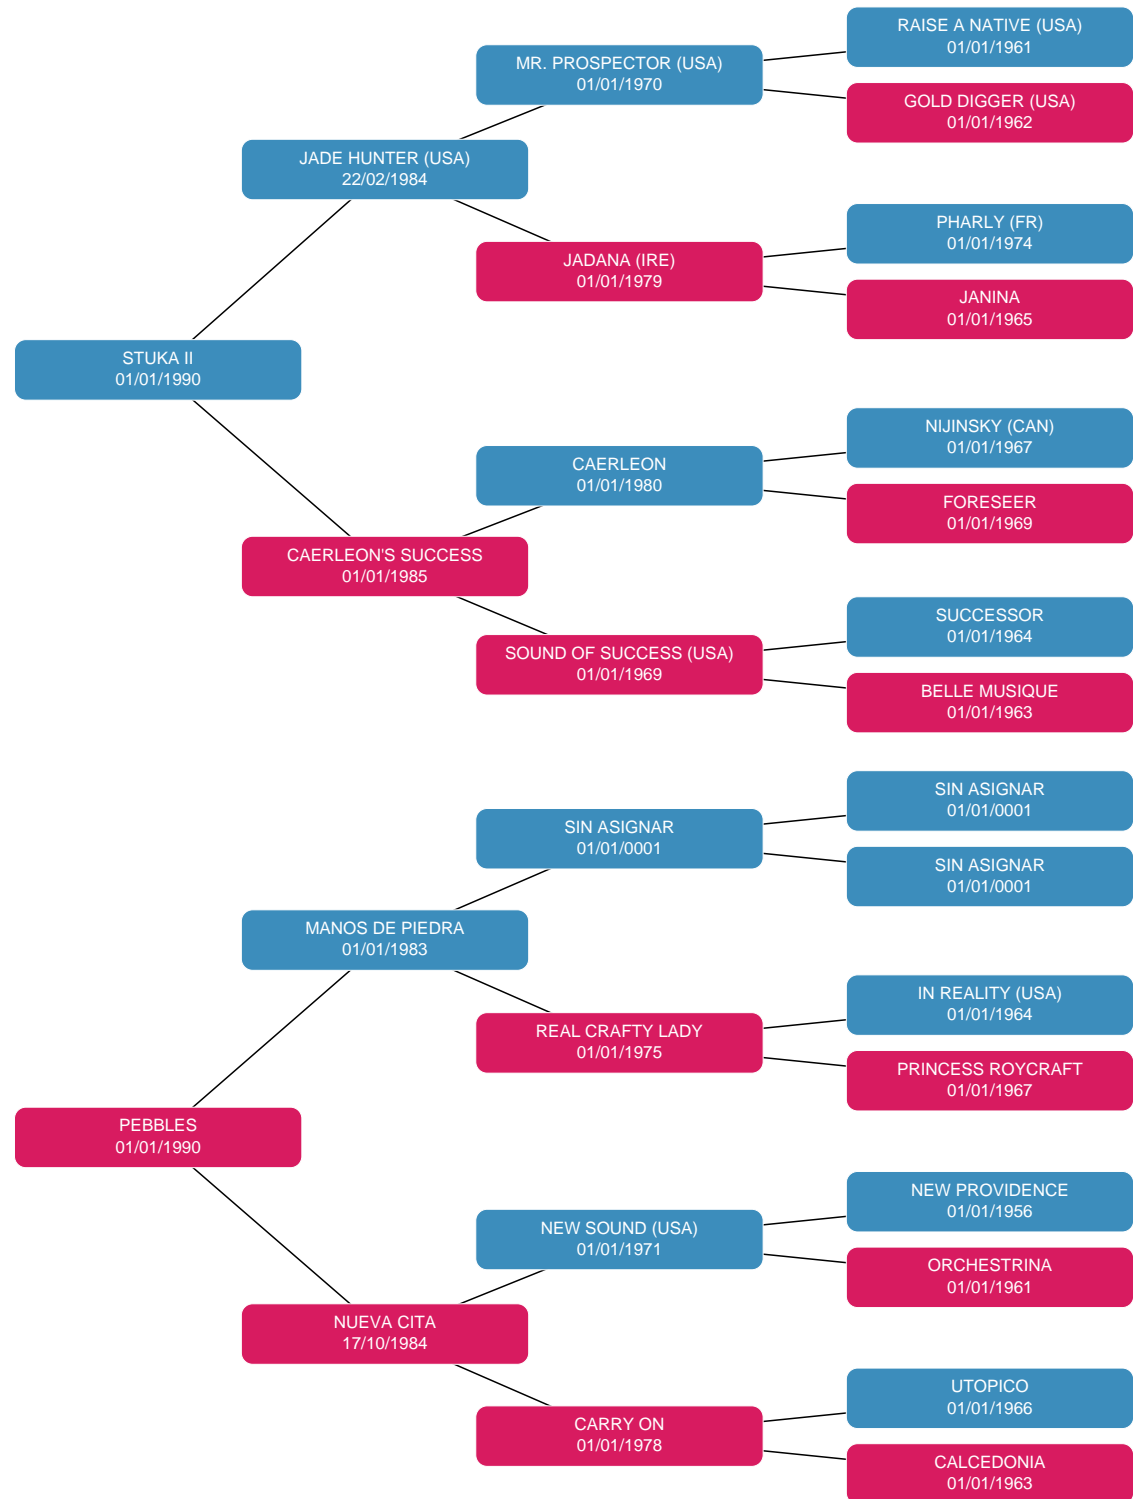 RAISE A NATIVE (USA)
01/01/1961
MR. PROSPECTOR (USA)
01/01/1970
GOLD DIGGER (USA)
01/01/1962
JADE HUNTER (USA)
22/02/1984
PHARLY (FR)
01/01/1974
JADANA (IRE)
01/01/1979
JANINA
01/01/1965
STUKA II
01/01/1990
NIJINSKY (CAN)
01/01/1967
CAERLEON
01/01/1980
FORESEER
01/01/1969
CAERLEON'S SUCCESS
01/01/1985
SUCCESSOR
01/01/1964
SOUND OF SUCCESS (USA)
01/01/1969
BELLE MUSIQUE
01/01/1963
SIN ASIGNAR
01/01/0001
SIN ASIGNAR
01/01/0001
SIN ASIGNAR
01/01/0001
MANOS DE PIEDRA
01/01/1983
IN REALITY (USA)
01/01/1964
REAL CRAFTY LADY
01/01/1975
PRINCESS ROYCRAFT
01/01/1967
PEBBLES
01/01/1990
NEW PROVIDENCE
01/01/1956
NEW SOUND (USA)
01/01/1971
ORCHESTRINA
01/01/1961
NUEVA CITA
17/10/1984
UTOPICO
01/01/1966
CARRY ON
01/01/1978
CALCEDONIA
01/01/1963